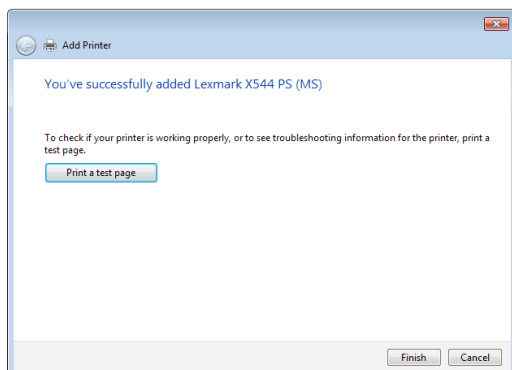 Add Printer
You've successfully added Lexmark X544 PS (MS)
To check if your printer is working properly, or to see troubleshooting information for the printer, print a
test page.
Print a test page
Finish Cancel